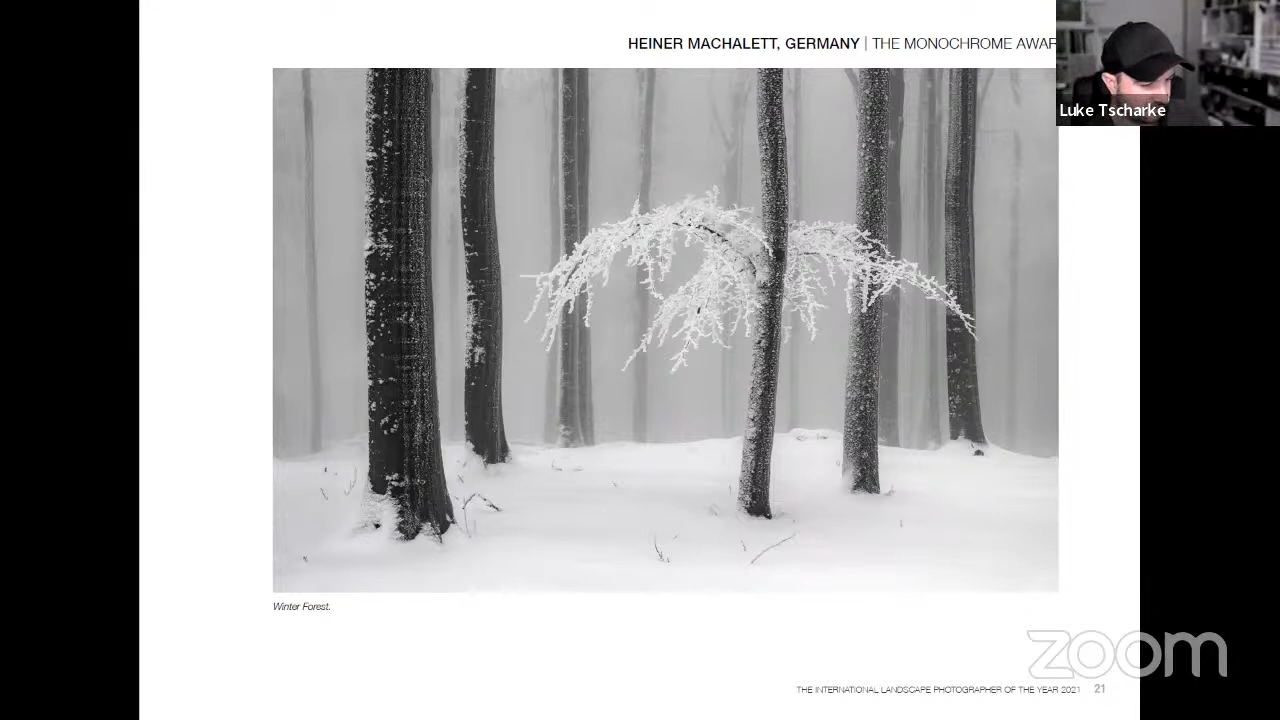 HEINER MACHALETT, GERMANY | THE MONOCHROME AWAR
Luke Tscharke
Winter Forest.
zoom
THE INTERNATIONAL LANDSCAPE PHOTOGRAPHER OF THE YEAR 2021 21